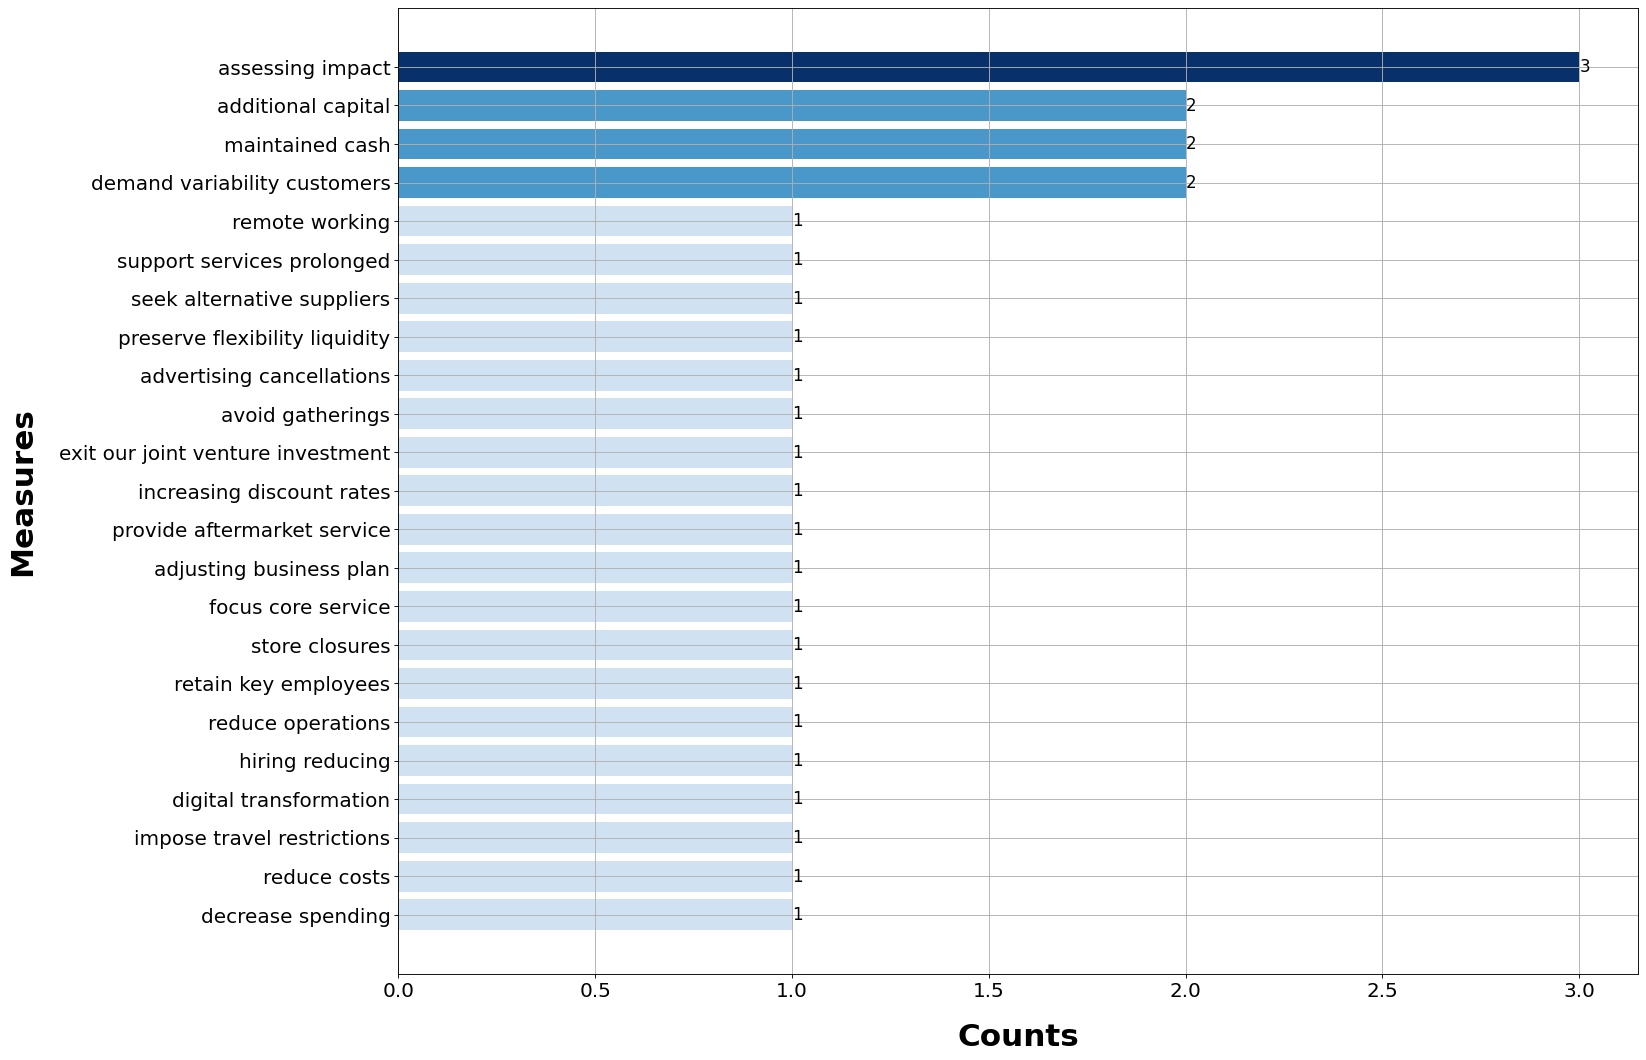 assessing impact 3
additional capital 2
maintained cash 2
demand variability customers 2
remote working 1
support services prolonged 1
seek alternative suppliers 1
preserve flexibility liquidity 1
advertising cancellations 1
avoid gatherings 1
exit our joint venture investment 1
increasing discount rates 1
provide aftermarket service 1
adjusting business plan 1
focus core service 1
store closures 1
retain key employees 1
reduce operations 1
hiring reducing 1
digital transformation 1
impose travel restrictions 1
reduce costs 1
decrease spending 1
Measures
0.0 0.5 1.0 1.5 2.0 2.5 3.0
Counts